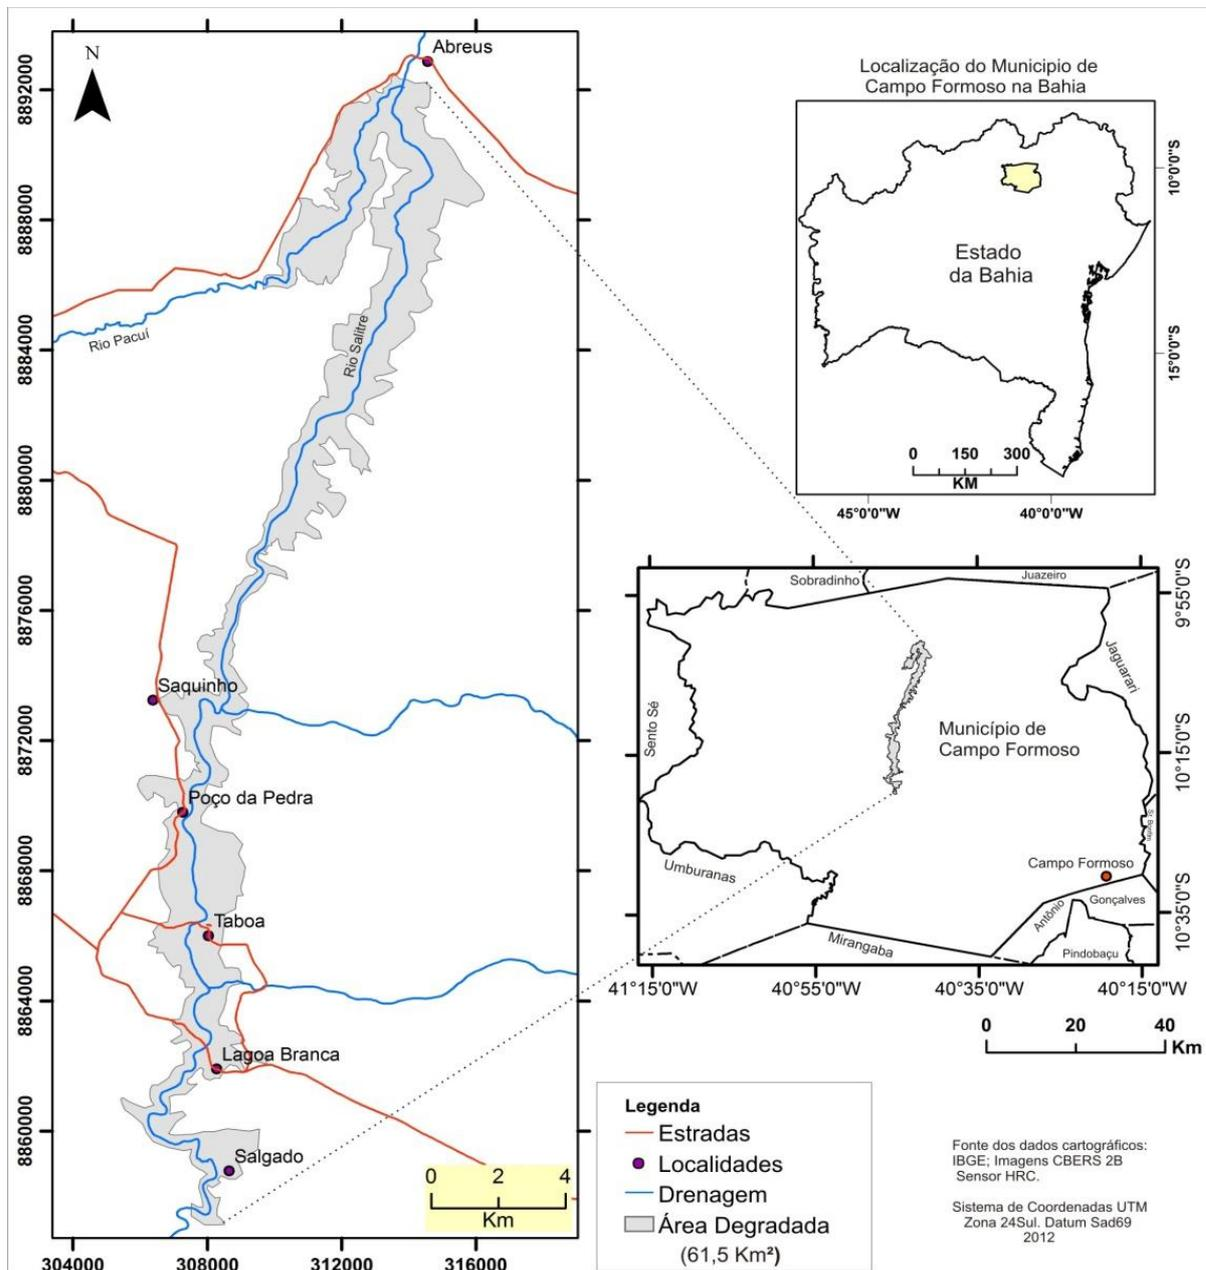 N
Abreus
8892000
8888000
8884000
8880000
8876000
8872000
8868000
8864000
8860000
Rio Pacuí
Rio Salitre
Saquinho
Poço da Pedra
Taboa
Lagoa Branca
Salgado
0 2 4
Km
304000 308000 312000 316000
Localização do Municipio de
Campo Formoso na Bahia
Estado
da Bahia
10°0'0"S
15°0'0"S
0 150 300
KM
45°0'0"W 40°0'0"W
Sobradinho
Juazeiro
Jaguarari
Sento Sé
Município de
Campo Formoso
Campo Formoso
Umburanas
Mirangaba
Antônio
Gonçalves
Pindobaçu
9°55'0"S
10°15'0"S
10°35'0"S
41°15'0"W 40°55'0"W 40°35'0"W 40°15'0"W
0 20 40
Km
Legenda
Estradas
Localidades
Drenagem
Área Degradada
(61,5 Km²)
Fonte dos dados cartográficos:
IBGE; Imagens CBERS 2B
Sensor HRC.
Sistema de Coordenadas UTM
Zona 24Sul. Datum Sad69
2012